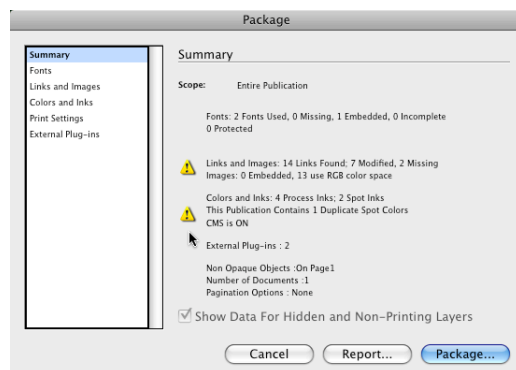 Package
Summary
Fonts
Links and Images
Colors and Inks
Print Settings
External Plug-ins
Summary
Scope: Entire Publication
Fonts: 2 Fonts Used, 0 Missing, 1 Embedded, 0 Incomplete
0 Protected
Links and Images: 14 Links Found; 7 Modified, 2 Missing
Images: 0 Embedded, 13 use RGB color space
Colors and Inks: 4 Process Inks; 2 Spot Inks
This Publication Contains 1 Duplicate Spot Colors
CMS is ON
External Plug-ins : 2
Non Opaque Objects :On Page1
Number of Documents :1
Pagination Options : None
Show Data For Hidden and Non-Printing Layers
Cancel Report... Package...